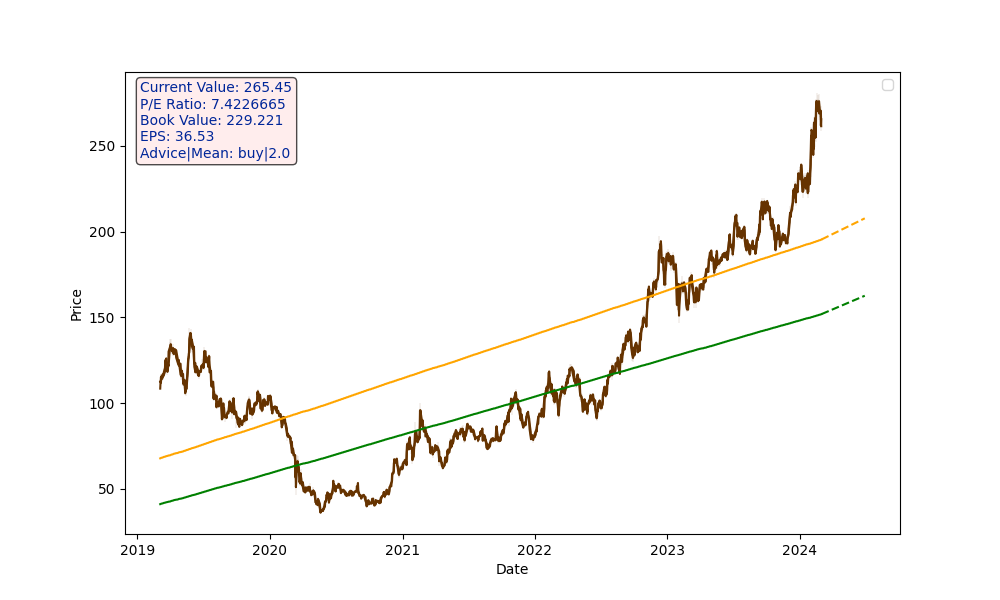 Current Value: 265.45
P/E Ratio: 7.4226665
Book Value: 229.221
EPS: 36.53
Advice|Mean: buy|2.0
250
200
150
100
50
Price
2019
2020
2021
2022
2023
2024
Date